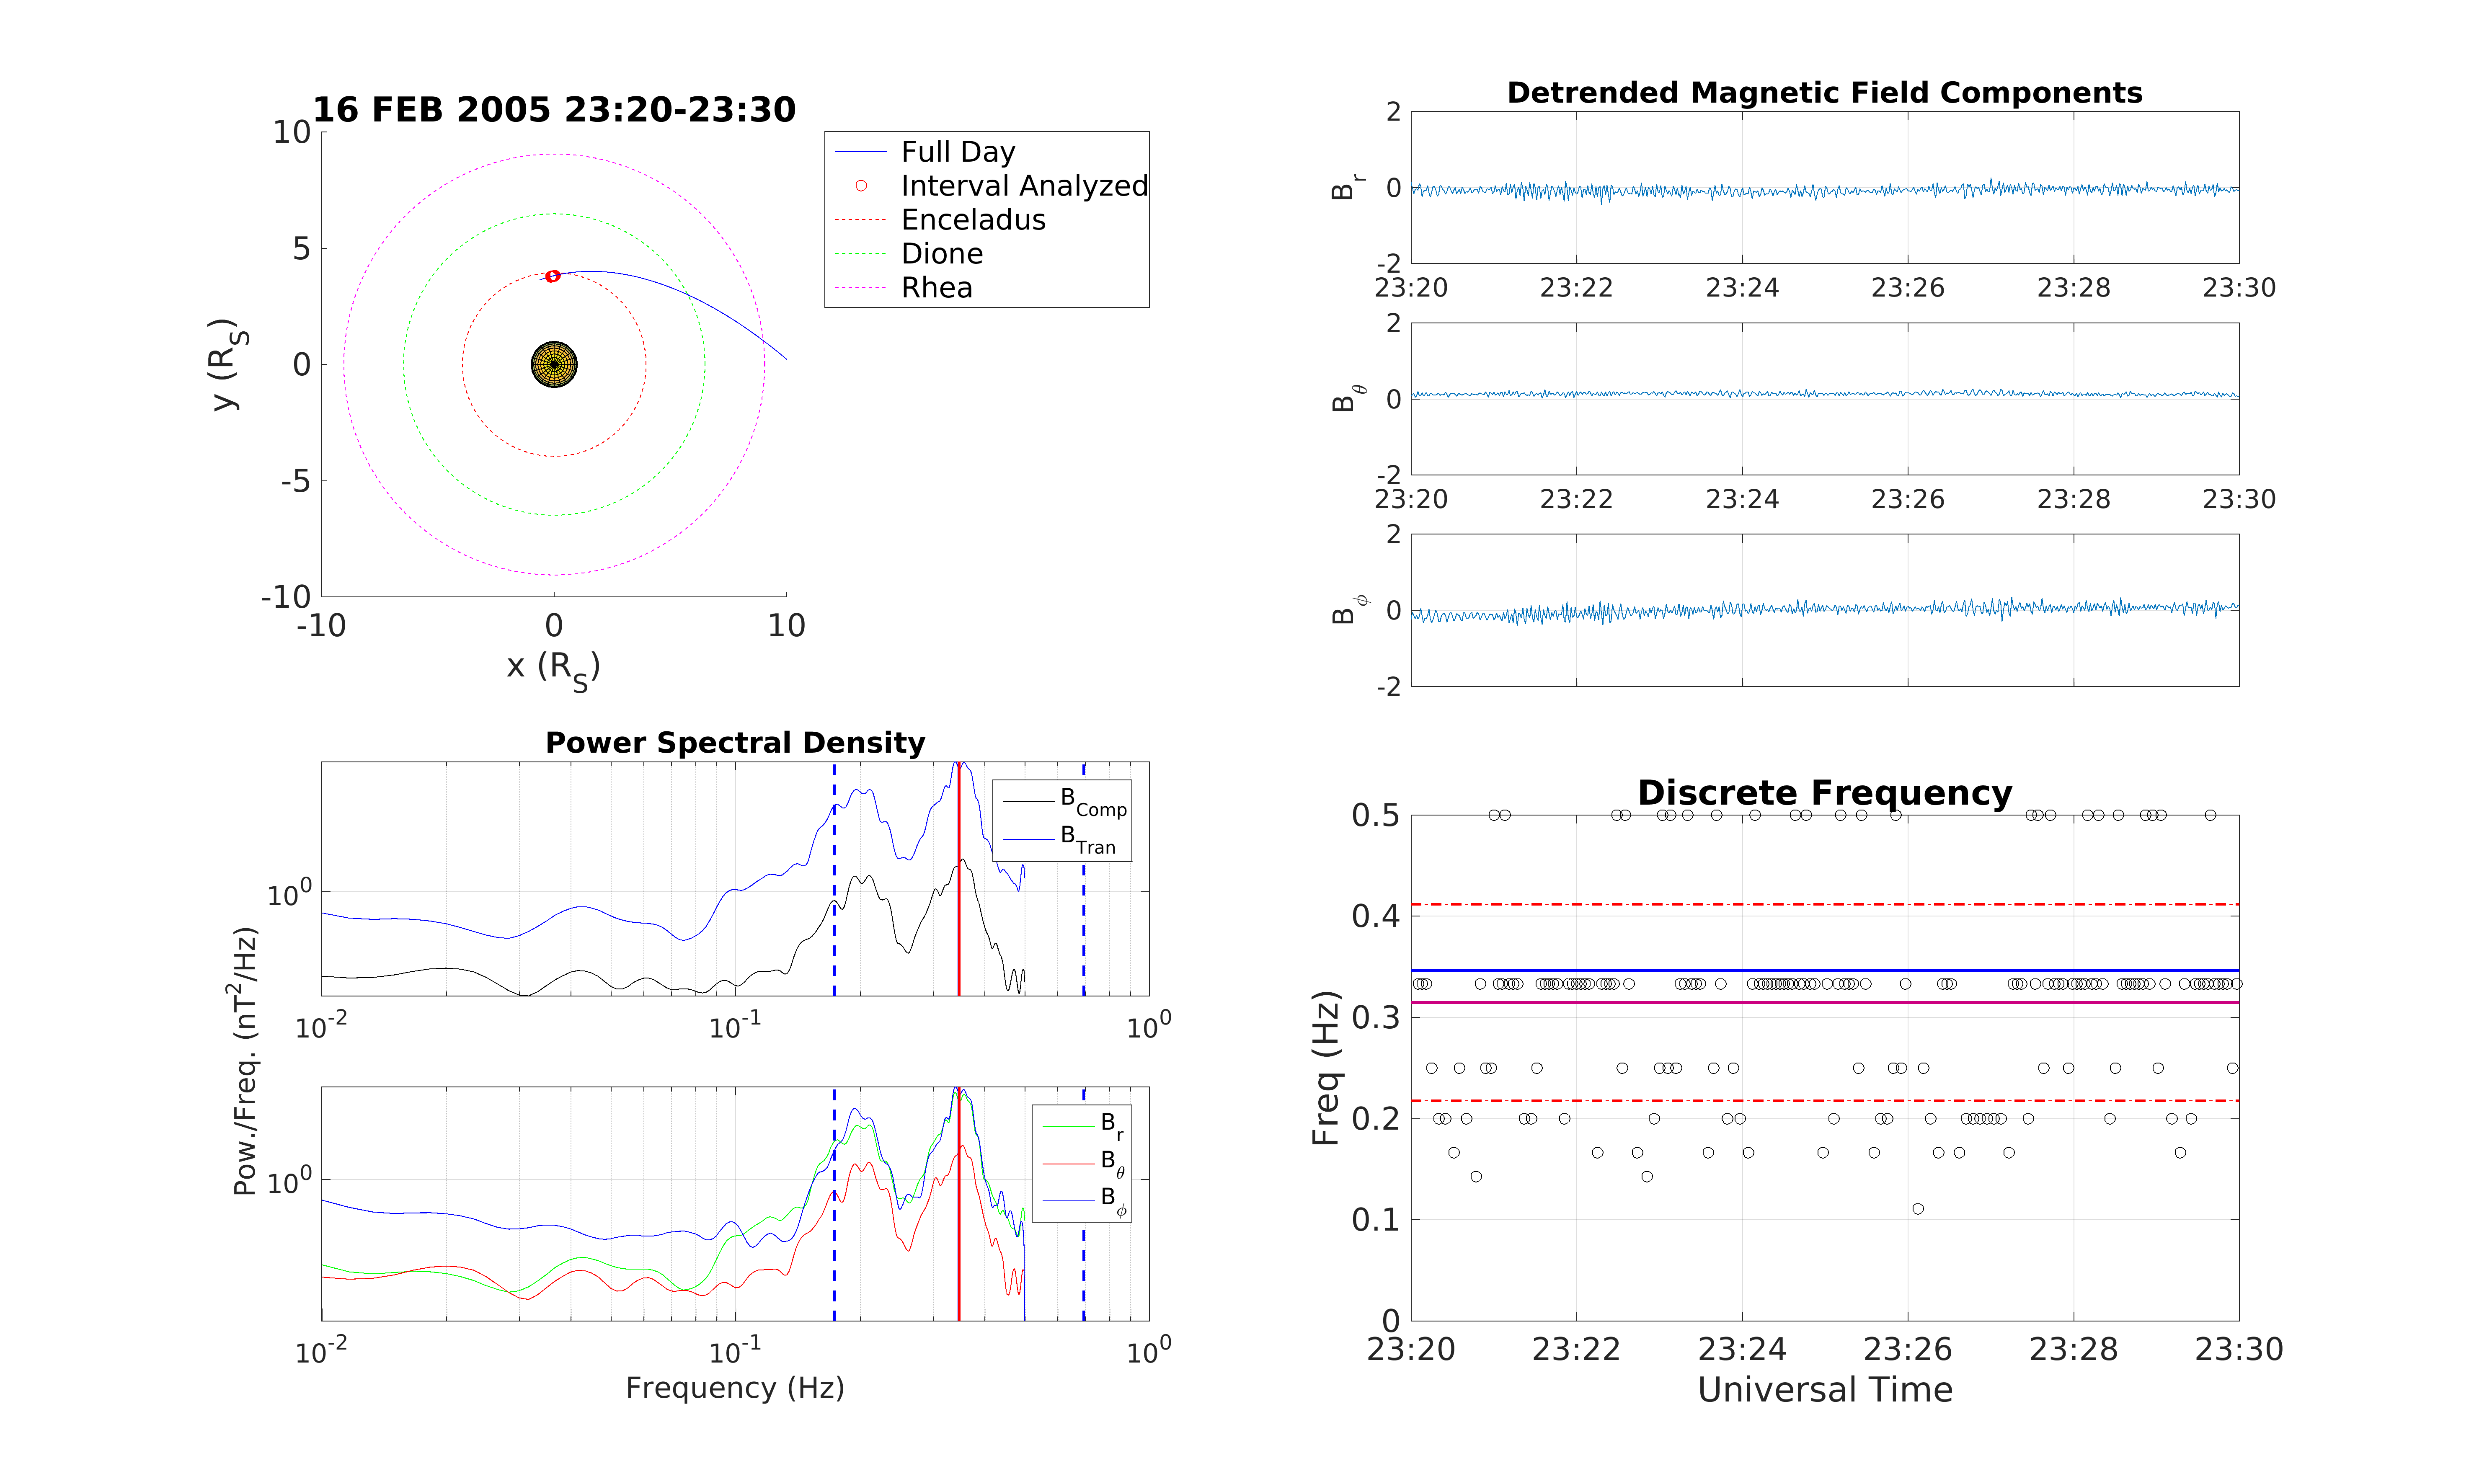 16 FEB 2005 23:20-23:30
10
5
0
-5
-10
-10 0 10
y (R_S)
x (R_S)
Full Day
Interval Analyzed
Enceladus
Dione
Rhea
Detrended Magnetic Field Components
2
0
-2
B_r
23:20 23:22 23:24 23:26 23:28 23:30
2
0
-2
B_θ
23:20 23:22 23:24 23:26 23:28 23:30
2
0
-2
B_ϕ
Power Spectral Density
10^0
B_Comp
B_Tran
10^-2 10^-1 10^0
Pow./Freq. (nT^2/Hz)
10^0
B_r
B_θ
B_ϕ
10^-2 10^-1 10^0
Frequency (Hz)
Discrete Frequency
0.5
0.4
0.3
0.2
0.1
0
Freq (Hz)
23:20 23:22 23:24 23:26 23:28 23:30
Universal Time